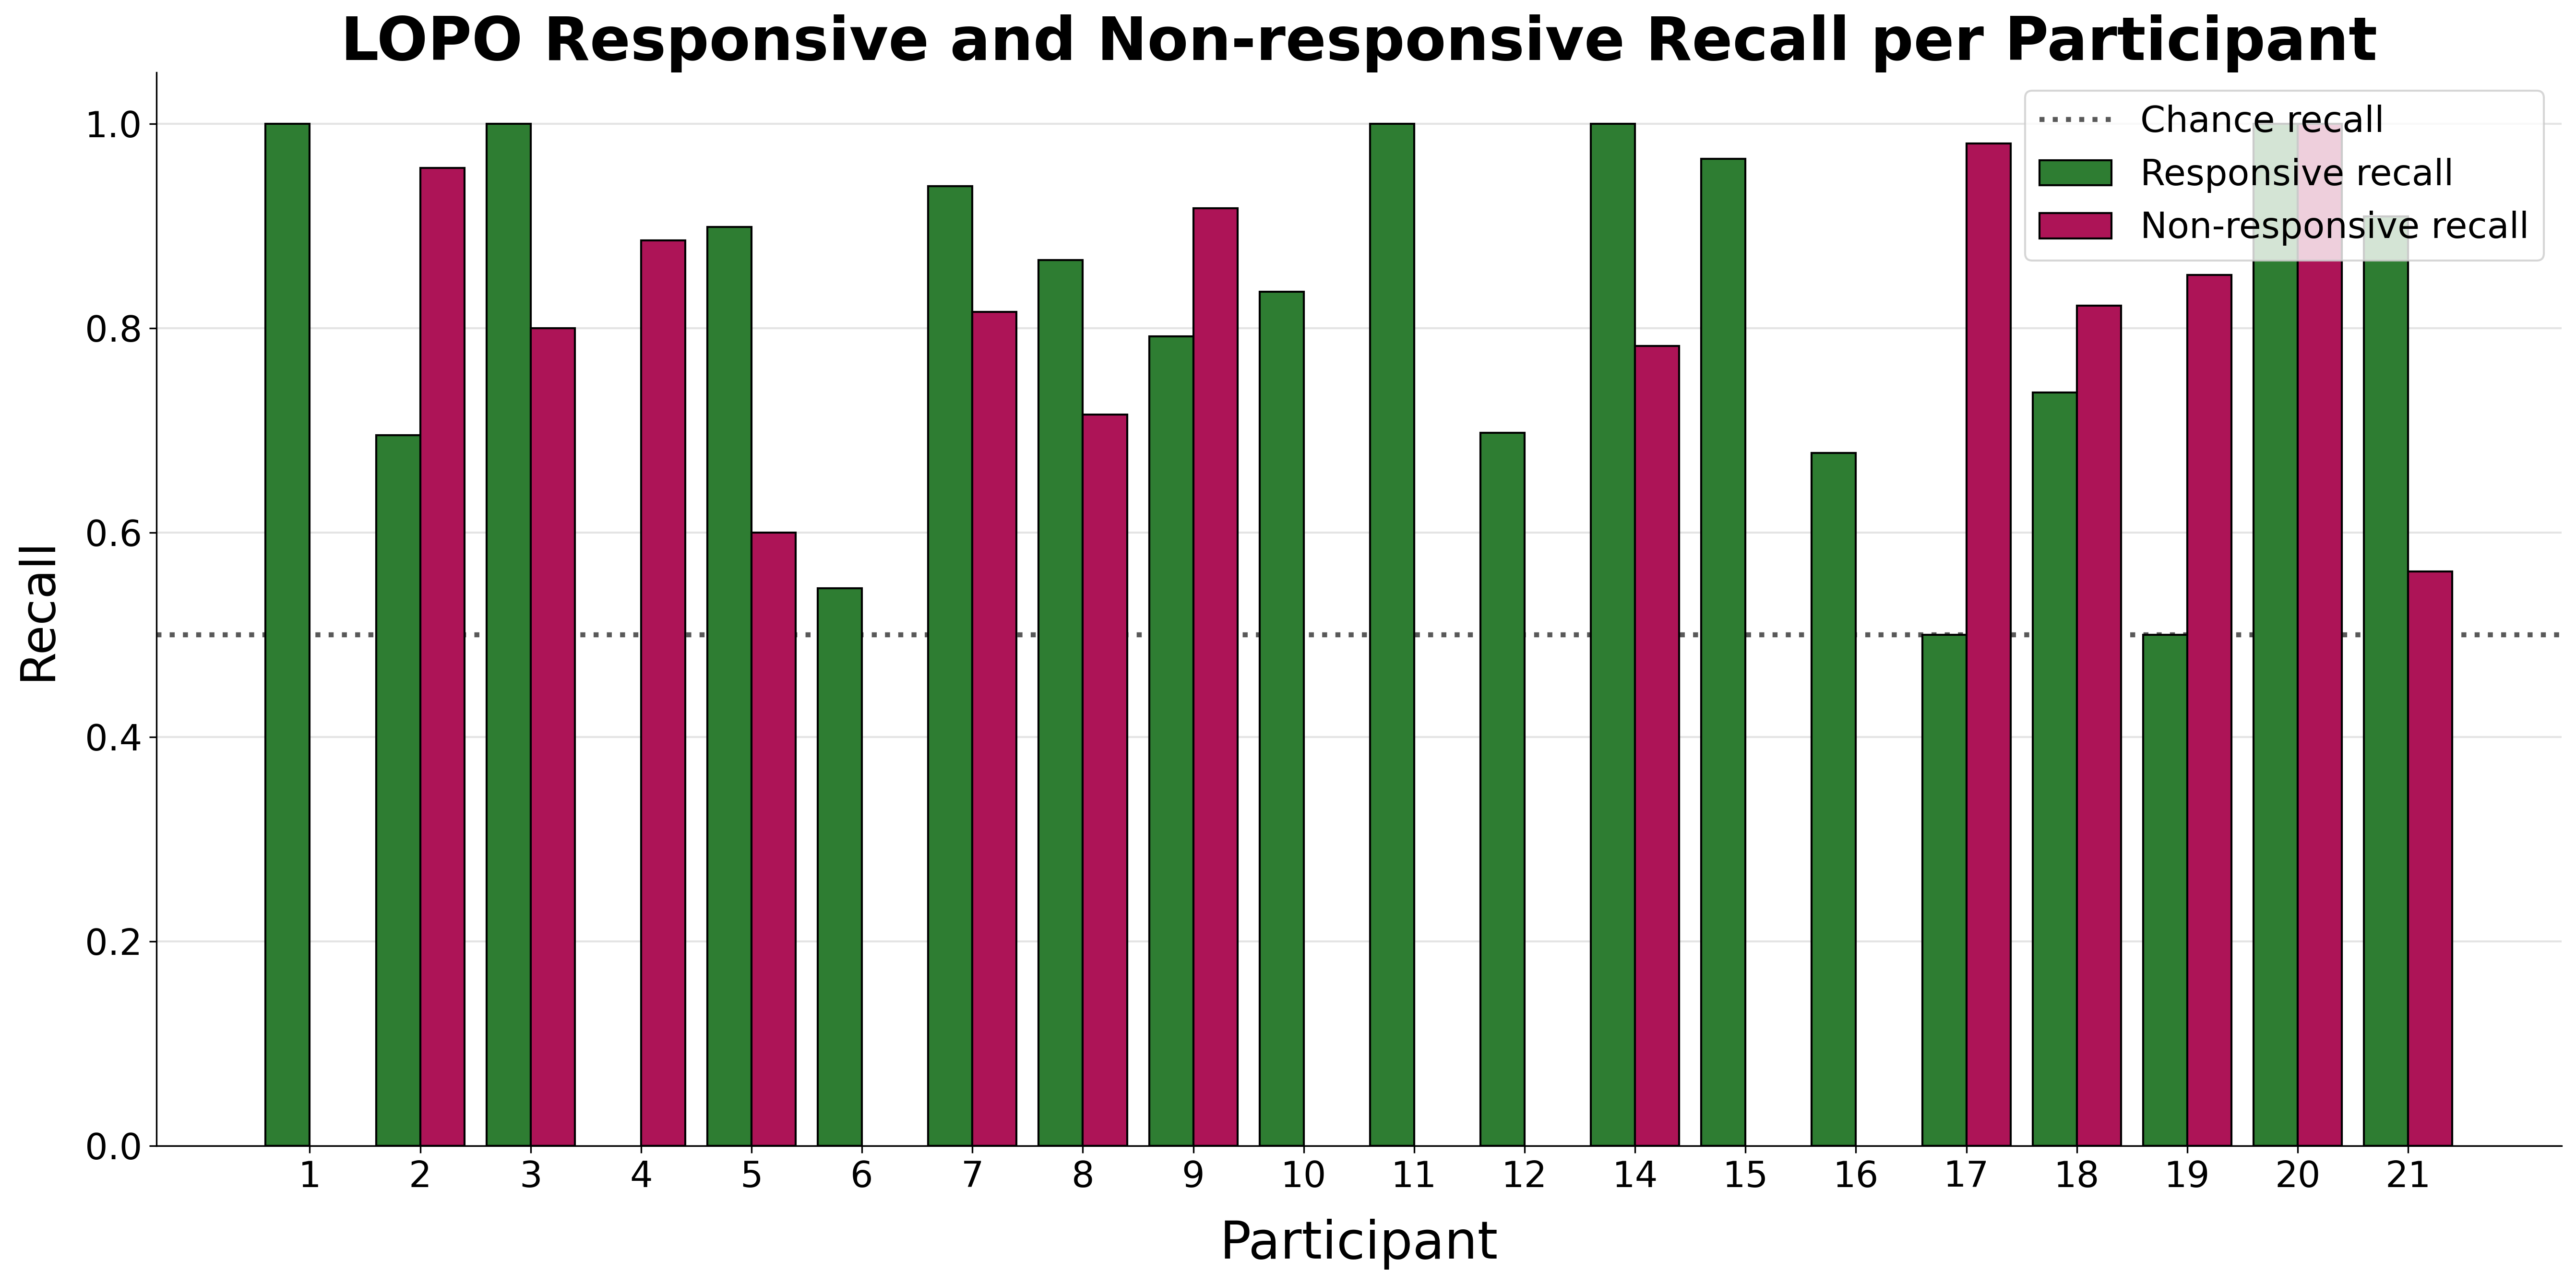 LOPO Responsive and Non-responsive Recall per Participant
Chance recall
Responsive recall
Non-responsive recall
1.0
0.8
0.6
0.4
0.2
0.0
Recall
1 2 3 4 5 6 7 8 9 10 11 12 14 15 16 17 18 19 20 21
Participant